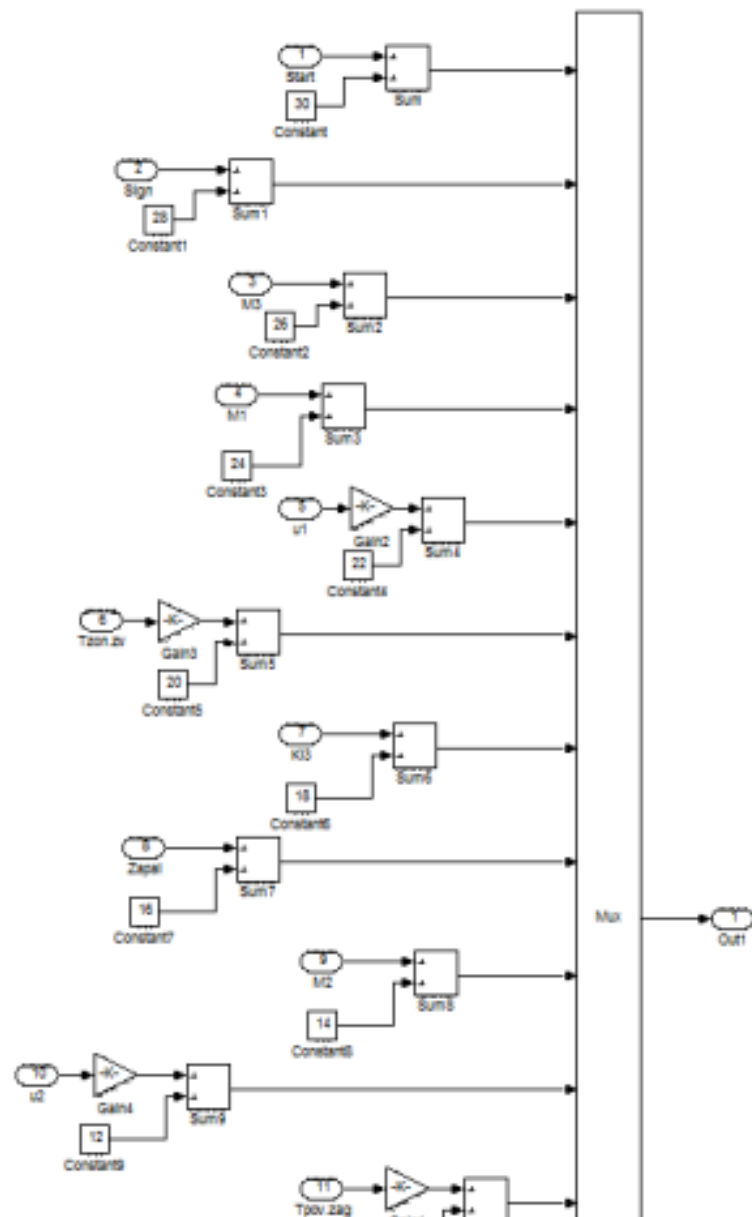 1
Start
30
Constant
Sum
2
Sign
28
Constant1
Sum1
3
M3
26
Constant2
Sum2
4
M1
24
Constant3
Sum3
5
u1
-K-
Gain2
22
Constant4
Sum4
6
Tzon.zv
-K-
Gain3
20
Constant5
Sum5
7
Kl3
18
Constant6
Sum6
8
Zapal
16
Constant7
Sum7
Mux
1
Out1
9
M2
14
Constant8
Sum8
10
u2
-K-
Gain4
12
Constant9
Sum9
11
Tpov.zag
-K-